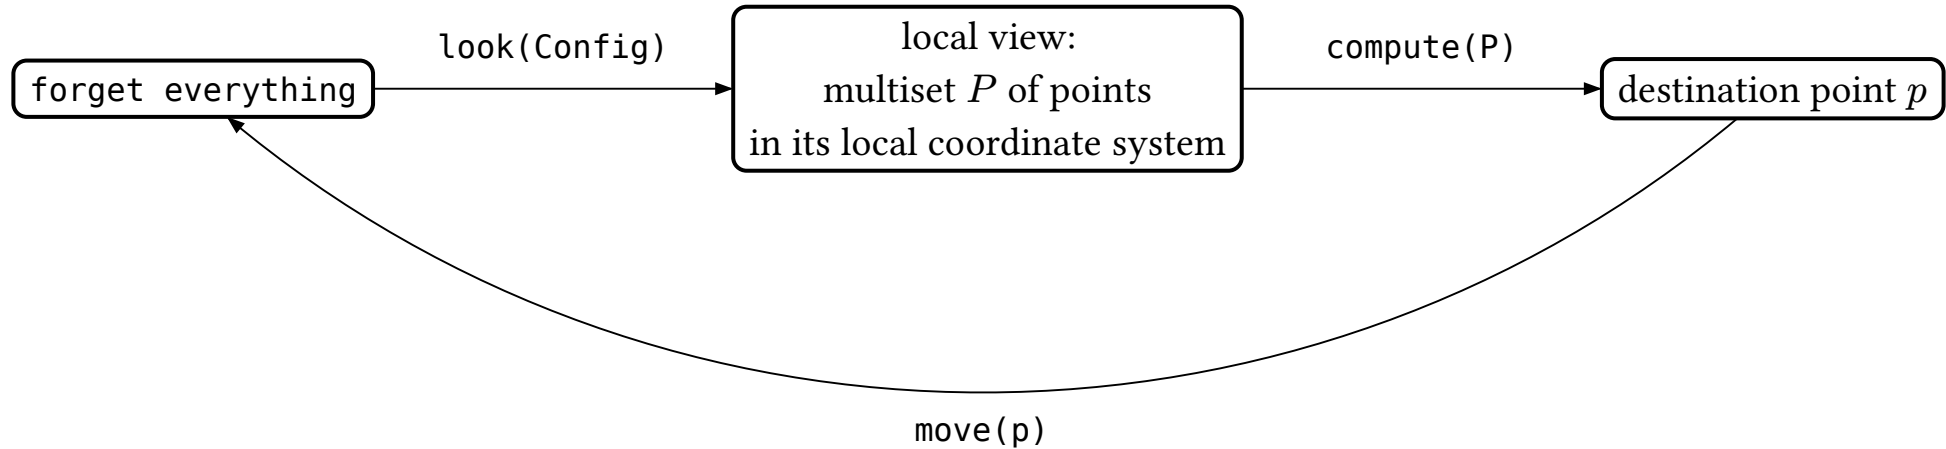 look(Config)
compute(P)
forget everything
local view:
multiset P of points
in its local coordinate system
destination point p
move(p)